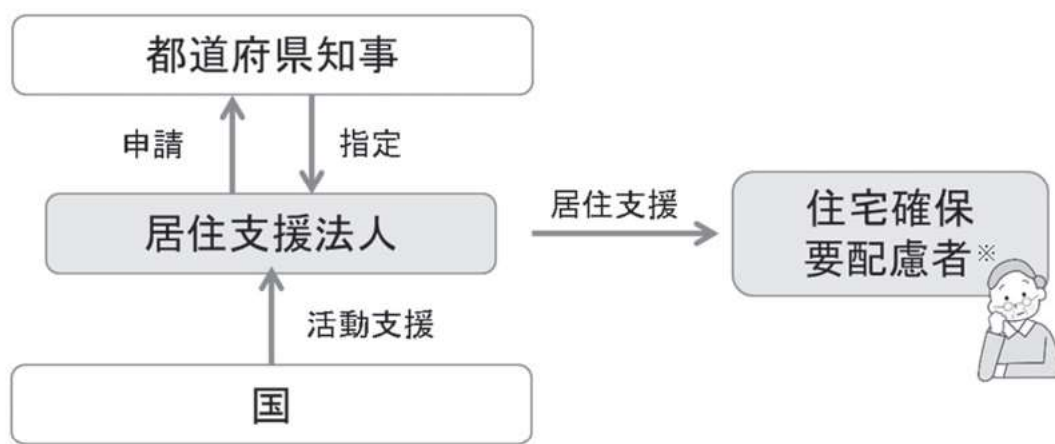 都道府県知事
申請
指定
居住支援法人
居住支援
住宅確保
要配慮者※
活動支援
国